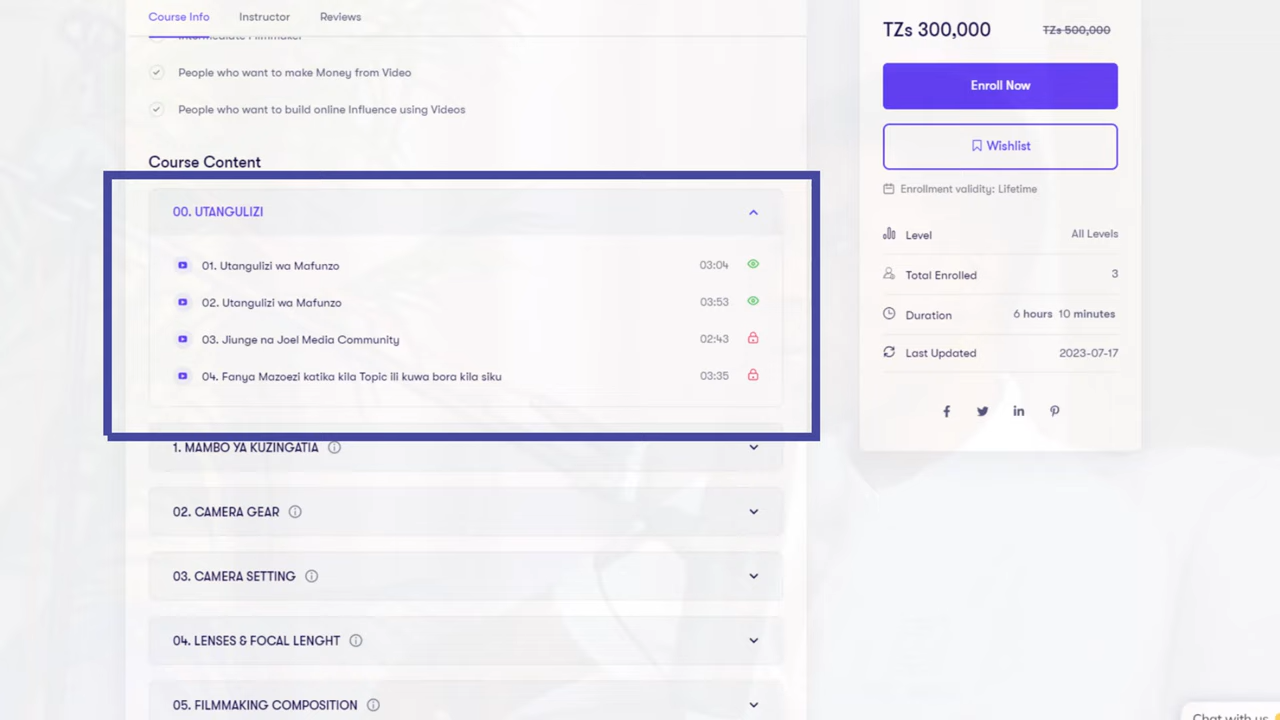 Course Info Instructor Reviews
Intermediate Filmmaker
People who want to make Money from Video
People who want to build online Influence using Videos
Course Content
00. UTANGULIZI
01. Utangulizi wa Mafunzo 03:04
02. Utangulizi wa Mafunzo 03:53
03. Jiunge na Joel Media Community 02:43
04. Fanya Mazoezi katika kila Topic ili kuwa bora kila siku 03:35
1. MAMBO YA KUZINGATIA
02. CAMERA GEAR
03. CAMERA SETTING
04. LENSES & FOCAL LENGHT
05. FILMMAKING COMPOSITION
TZs 300,000 TZs 500,000
Enroll Now
Wishlist
Enrollment validity: Lifetime
Level All Levels
Total Enrolled 3
Duration 6 hours 10 minutes
Last Updated 2023-07-17
Chat with us